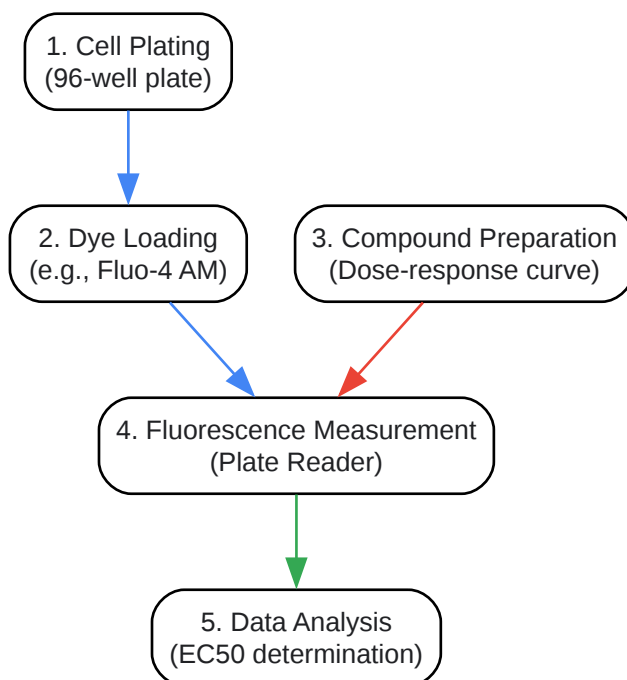 1. Cell Plating
(96-well plate)
2. Dye Loading
(e.g., Fluo-4 AM)
3. Compound Preparation
(Dose-response curve)
4. Fluorescence Measurement
(Plate Reader)
5. Data Analysis
(EC50 determination)